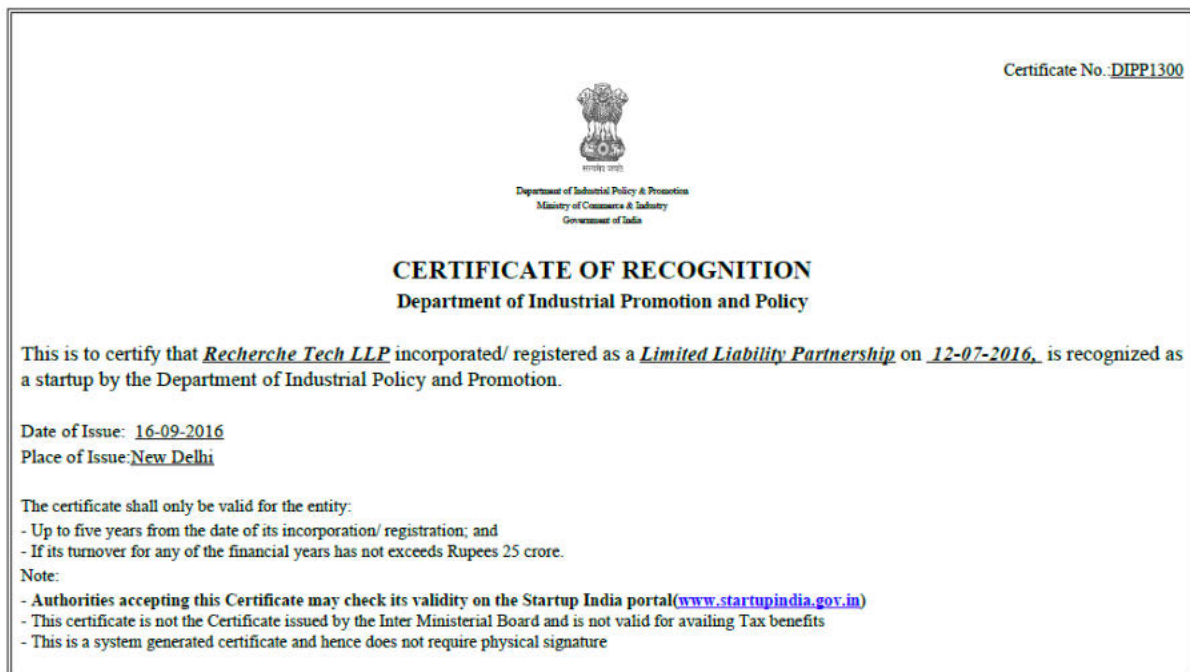 Certificate No.:DIPP1300
सत्यमेव जयते
Department of Industrial Policy & Promotion
Ministry of Commerce & Industry
Government of India
CERTIFICATE OF RECOGNITION
Department of Industrial Promotion and Policy
This is to certify that Recherche Tech LLP incorporated/ registered as a Limited Liability Partnership on 12-07-2016, is recognized as
a startup by the Department of Industrial Policy and Promotion.
Date of Issue: 16-09-2016
Place of Issue:New Delhi
The certificate shall only be valid for the entity:
- Up to five years from the date of its incorporation/ registration; and
- If its turnover for any of the financial years has not exceeds Rupees 25 crore.
Note:
- Authorities accepting this Certificate may check its validity on the Startup India portal(www.startupindia.gov.in)
- This certificate is not the Certificate issued by the Inter Ministerial Board and is not valid for availing Tax benefits
- This is a system generated certificate and hence does not require physical signature